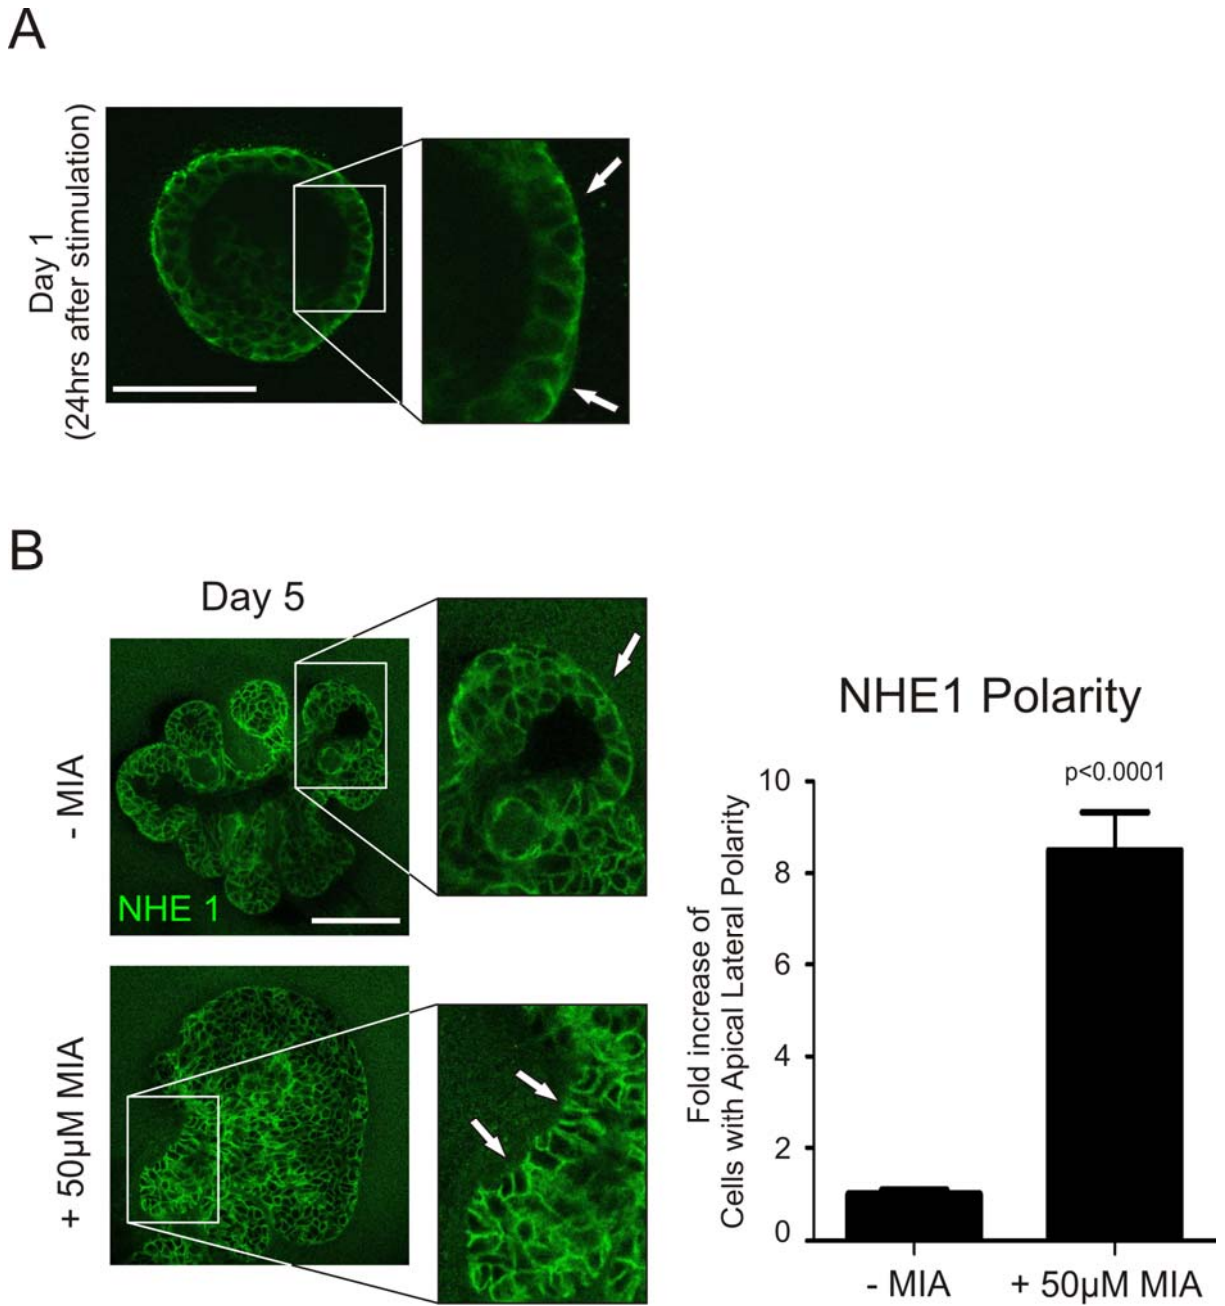 A
Day 1
(24hrs after stimulation)
B
Day 5
- MIA
NHE 1
+ 50µM MIA
NHE1 Polarity
p<0.0001
Fold increase of
Cells with Apical Lateral Polarity
10
8
6
4
2
0
- MIA
+ 50µM MIA